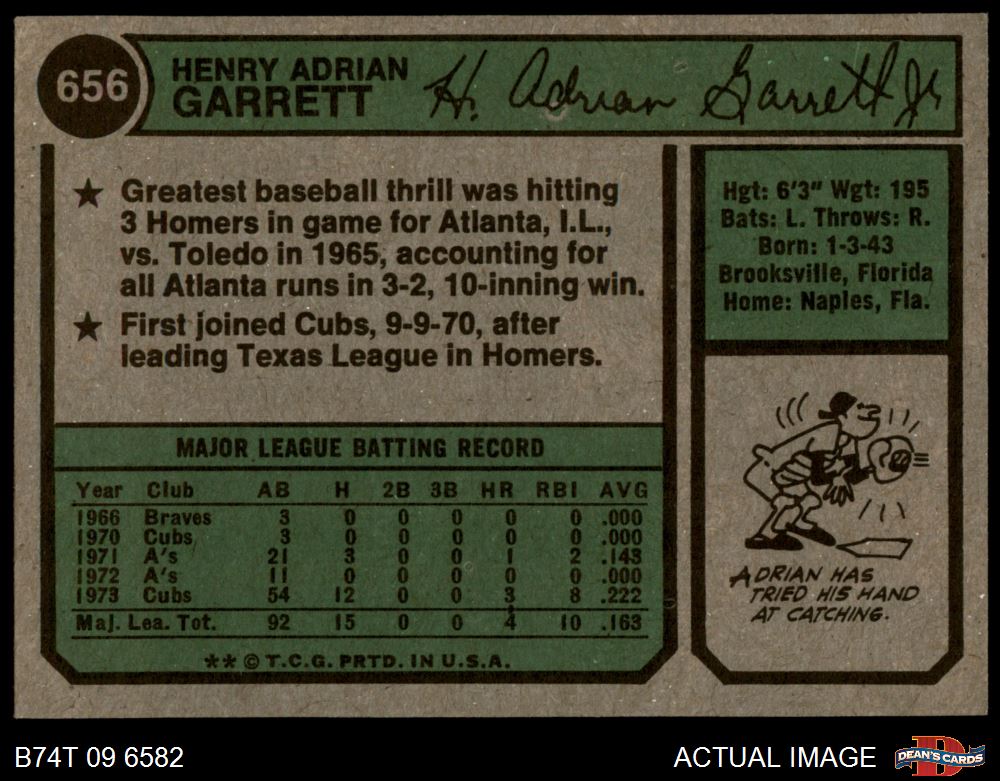 656
HENRY ADRIAN
GARRETT
H. Adrian Garrett Jr
★ Greatest baseball thrill was hitting
3 Homers in game for Atlanta, I.L.,
vs. Toledo in 1965, accounting for
all Atlanta runs in 3-2, 10-inning win.
★ First joined Cubs, 9-9-70, after
leading Texas League in Homers.
Hgt: 6'3" Wgt: 195
Bats: L. Throws: R.
Born: 1-3-43
Brooksville, Florida
Home: Naples, Fla.
MAJOR LEAGUE BATTING RECORD
Year Club AB H 2B 3B HR RBI AVG
1966 Braves 3 0 0 0 0 0 .000
1970 Cubs 3 0 0 0 0 0 .000
1971 A's 21 3 0 0 1 2 .143
1972 A's 11 0 0 0 0 0 .000
1973 Cubs 54 12 0 0 3 8 .222
Maj. Lea. Tot. 92 15 0 0 4 10 .163
** © T.C.G. PRTD. IN U.S.A.
ADRIAN HAS
TRIED HIS HAND
AT CATCHING.
B74T 09 6582
ACTUAL IMAGE
D
DEAN'S CARDS